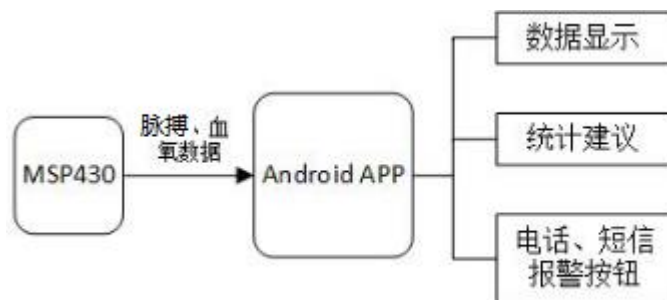 MSP430
脉搏、血
氧数据
Android APP
数据显示
统计建议
电话、短信
报警按钮